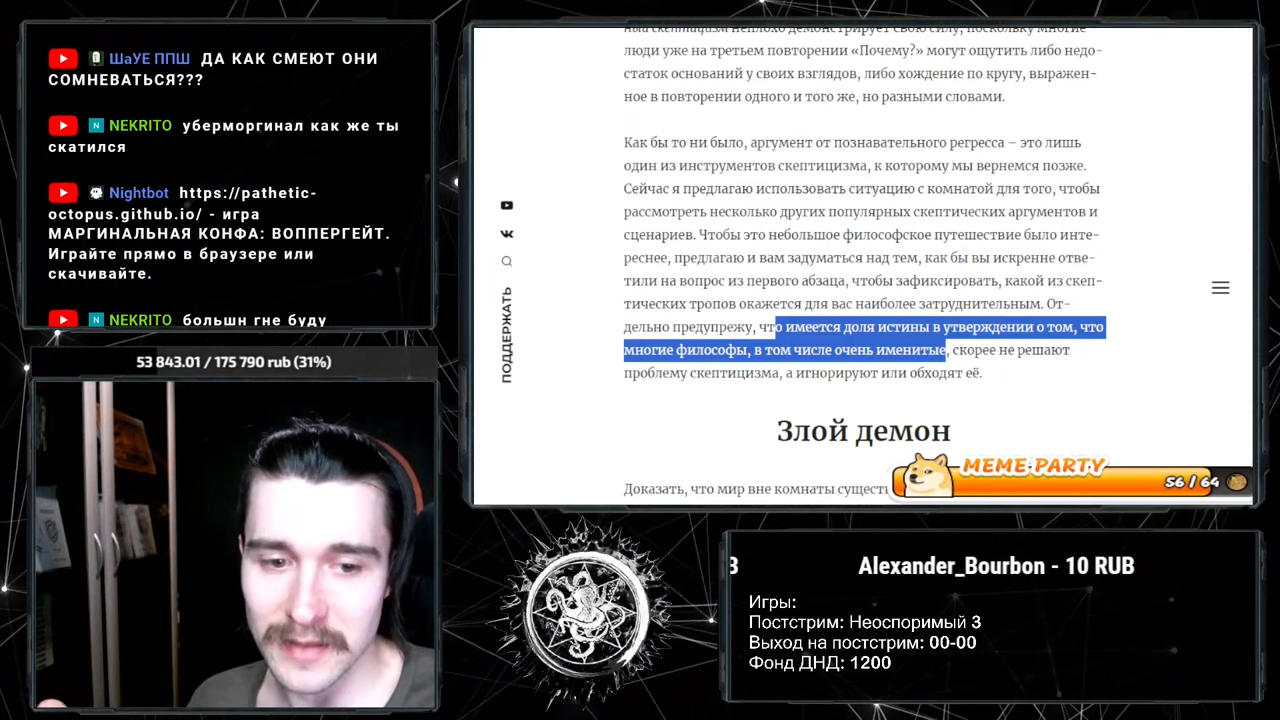 ШаУЕ ППШ ДА КАК СМЕЮТ ОНИ
СОМНЕВАТЬСЯ???
NEKRITO уберморгинал как же ты
скатился
Nightbot https://pathetic-
octopus.github.io/ - игра
МАРГИНАЛЬНАЯ КОНФА: ВОППЕРГЕЙТ.
Играйте прямо в браузере или
скачивайте.
NEKRITO большн гне буду
53 843.01 / 175 790 rub (31%)
ный скептицизм неплохо демонстрирует свою силу, поскольку многие
люди уже на третьем повторении «Почему?» могут ощутить либо недо-
статок оснований у своих взглядов, либо хождение по кругу, выражен-
ное в повторении одного и того же, но разными словами.
Как бы то ни было, аргумент от познавательного регресса – это лишь
один из инструментов скептицизма, к которому мы вернемся позже.
Сейчас я предлагаю использовать ситуацию с комнатой для того, чтобы
рассмотреть несколько других популярных скептических аргументов и
сценариев. Чтобы это небольшое философское путешествие было инте-
реснее, предлагаю и вам задуматься над тем, как бы вы искренне отве-
тили на вопрос из первого абзаца, чтобы зафиксировать, какой из скеп-
тических тропов окажется для вас наиболее затруднительным. От-
дельно предупрежу, что имеется доля истины в утверждении о том, что
многие философы, в том числе очень именитые, скорее не решают
проблему скептицизма, а игнорируют или обходят её.
Злой демон
Доказать, что мир вне комнаты
ПОДДЕРЖАТЬ
MEME PARTY
56 / 64
Alexander_Bourbon - 10 RUB
Игры:
Постстрим: Неоспоримый 3
Выход на постстрим: 00-00
Фонд ДНД: 1200